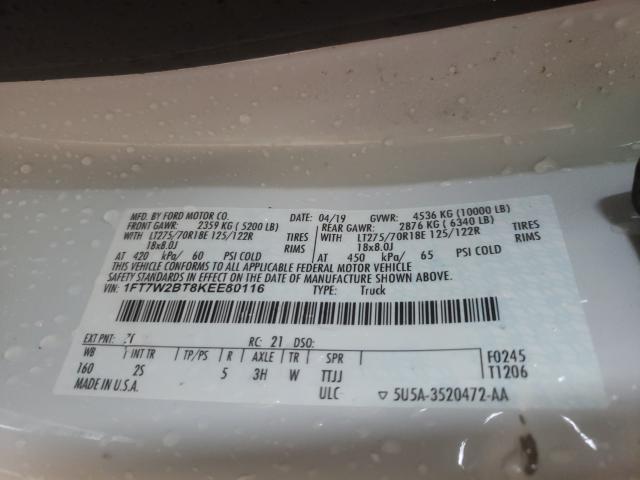 MFD. BY FORD MOTOR CO. DATE: 04/19 GVWR: 4536 KG (10000 LB)
FRONT GAWR: 2359 KG ( 5200 LB) REAR GAWR: 2876 KG ( 6340 LB)
WITH LT275/70R18E 125/122R TIRES WITH LT275/70R18E 125/122R TIRES
18x8.0J RIMS 18x8.0J RIMS
AT 420 kPa/ 60 PSI COLD AT 450 kPa/ 65 PSI COLD
THIS VEHICLE CONFORMS TO ALL APPLICABLE FEDERAL MOTOR VEHICLE
SAFETY STANDARDS IN EFFECT ON THE DATE OF MANUFACTURE SHOWN ABOVE
VIN: 1FT7W2BT8KEE80116 TYPE: Truck
EXT PNT: RC: 21 DSO:
WB INT TR TP/PS R AXLE TR SPR F0245
160 2S 5 3H W TTJJ T1206
MADE IN U.S.A. ULC ▽ 5U5A-3520472-AA